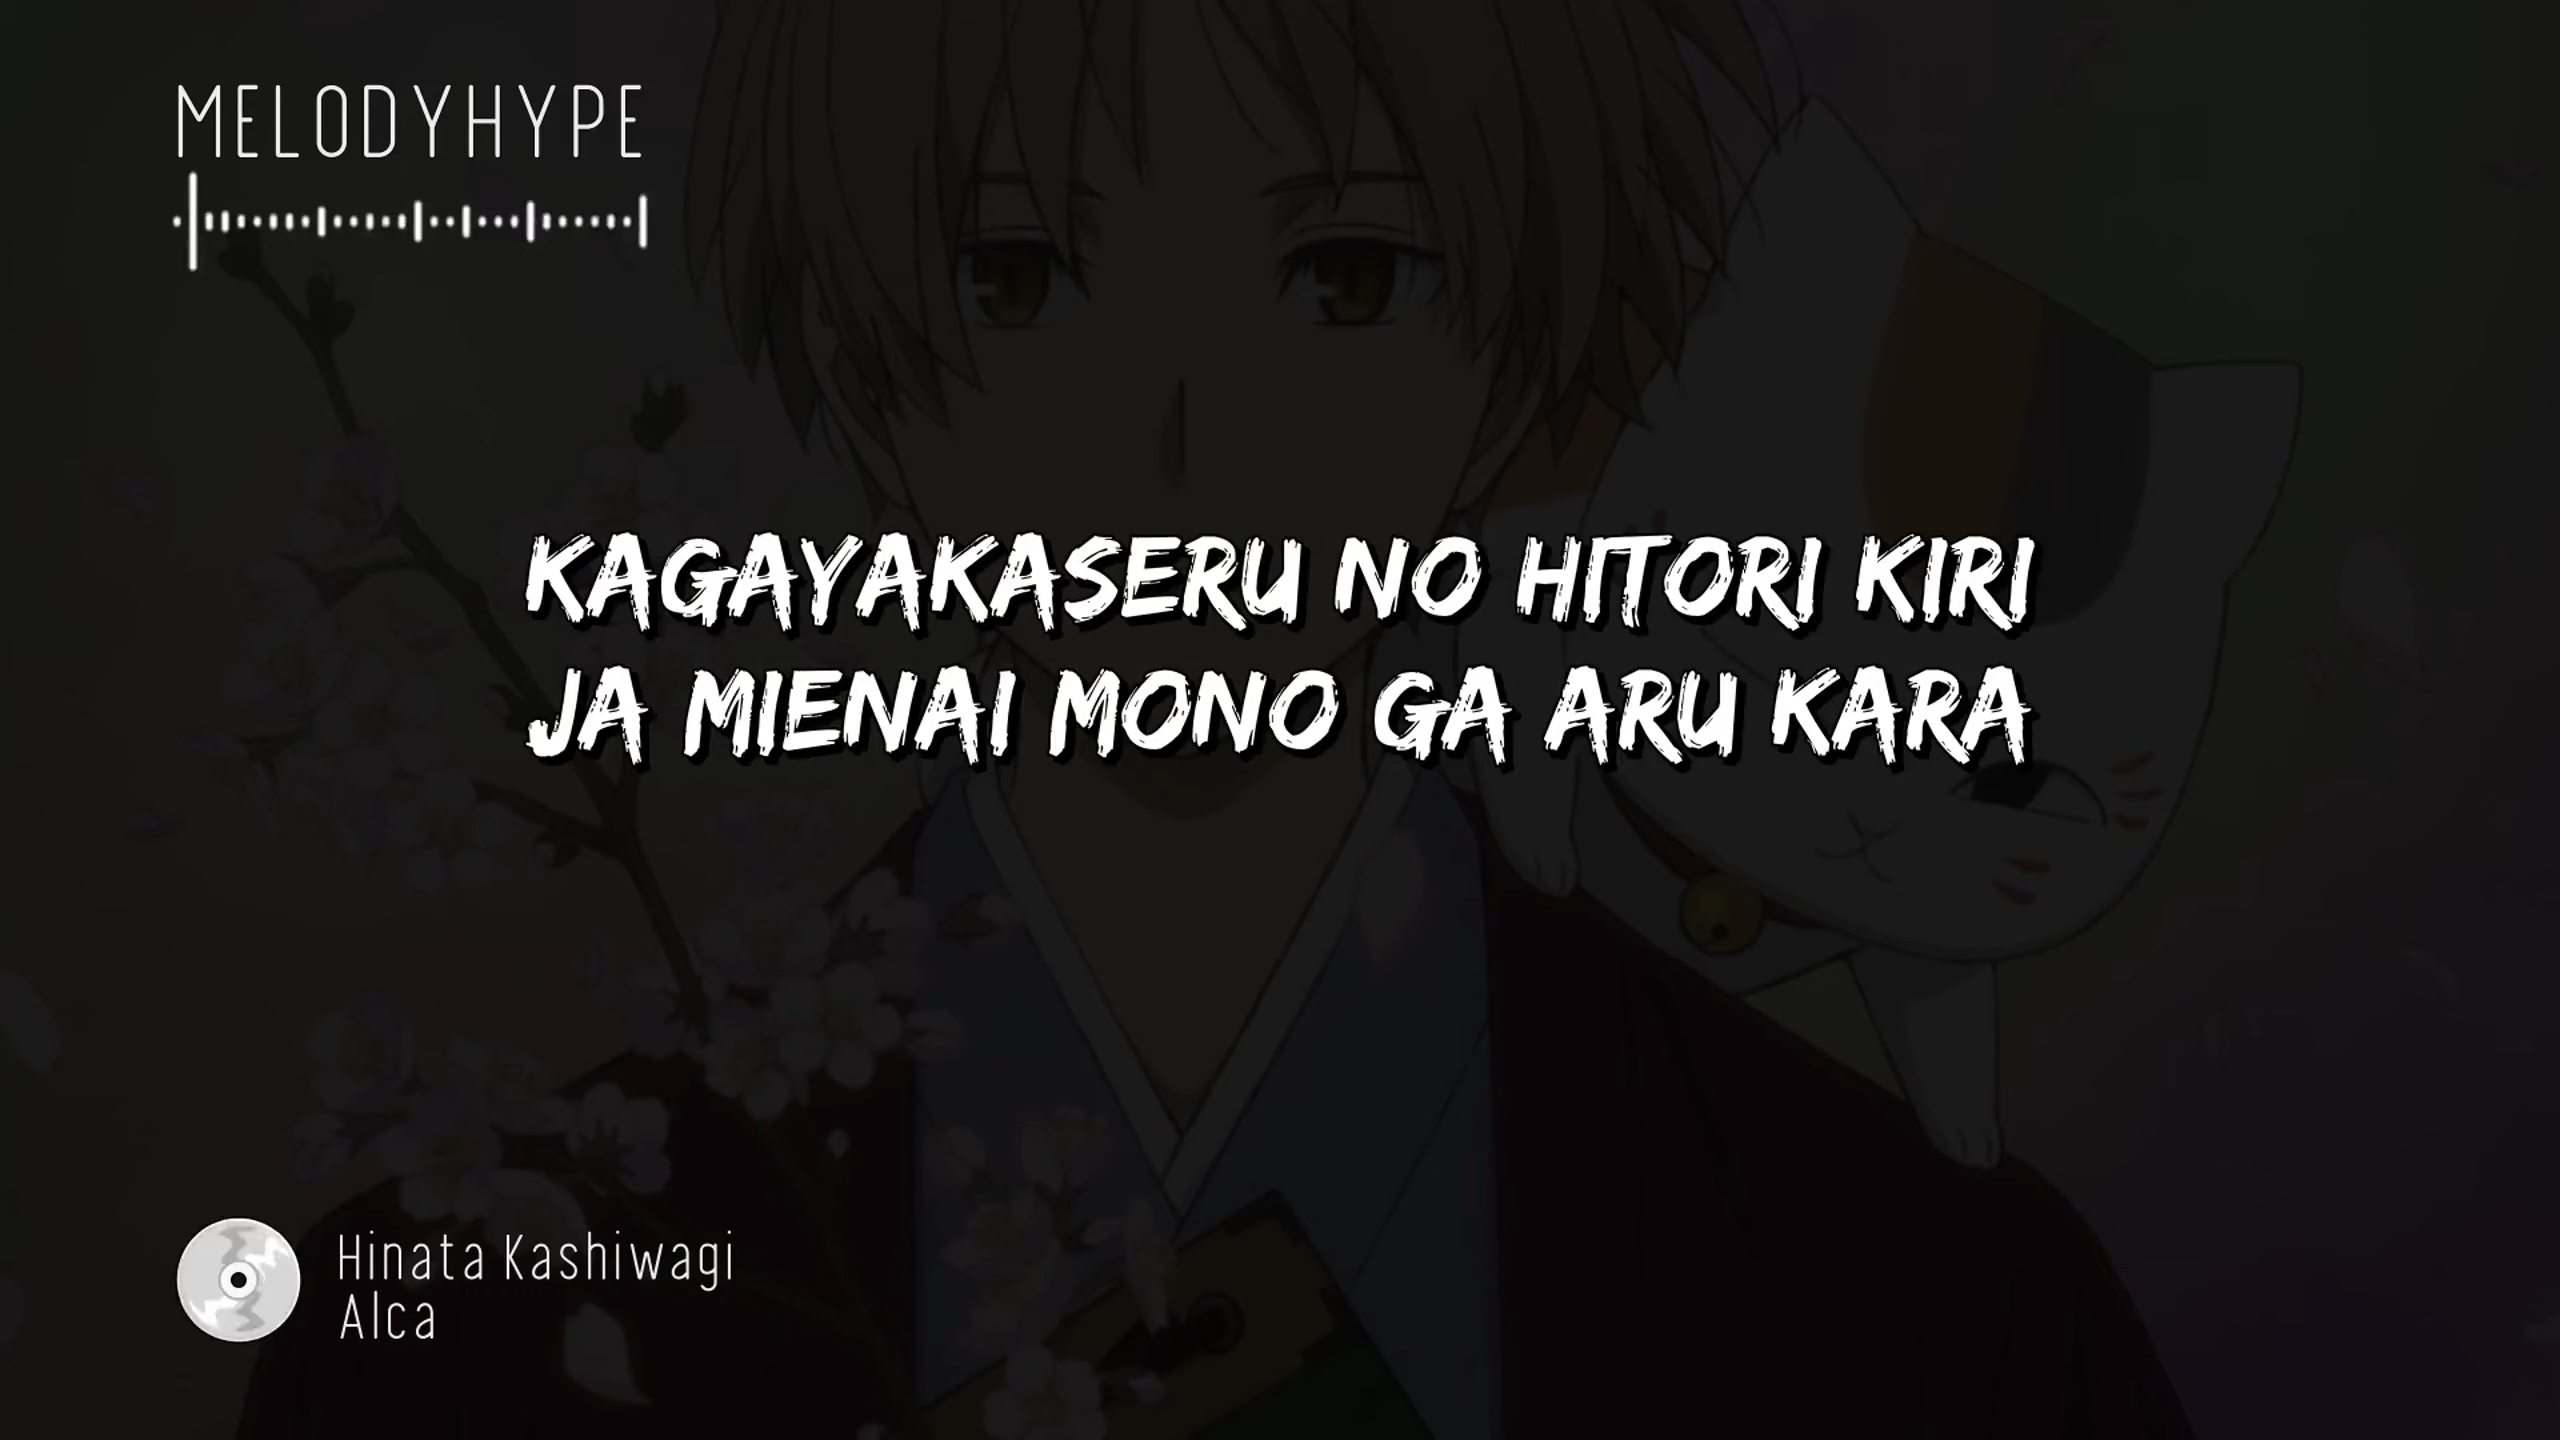 MELODYHYPE
KAGAYAKASERU NO HITORI KIRI
JA MIENAI MONO GA ARU KARA
Hinata Kashiwagi
Alca